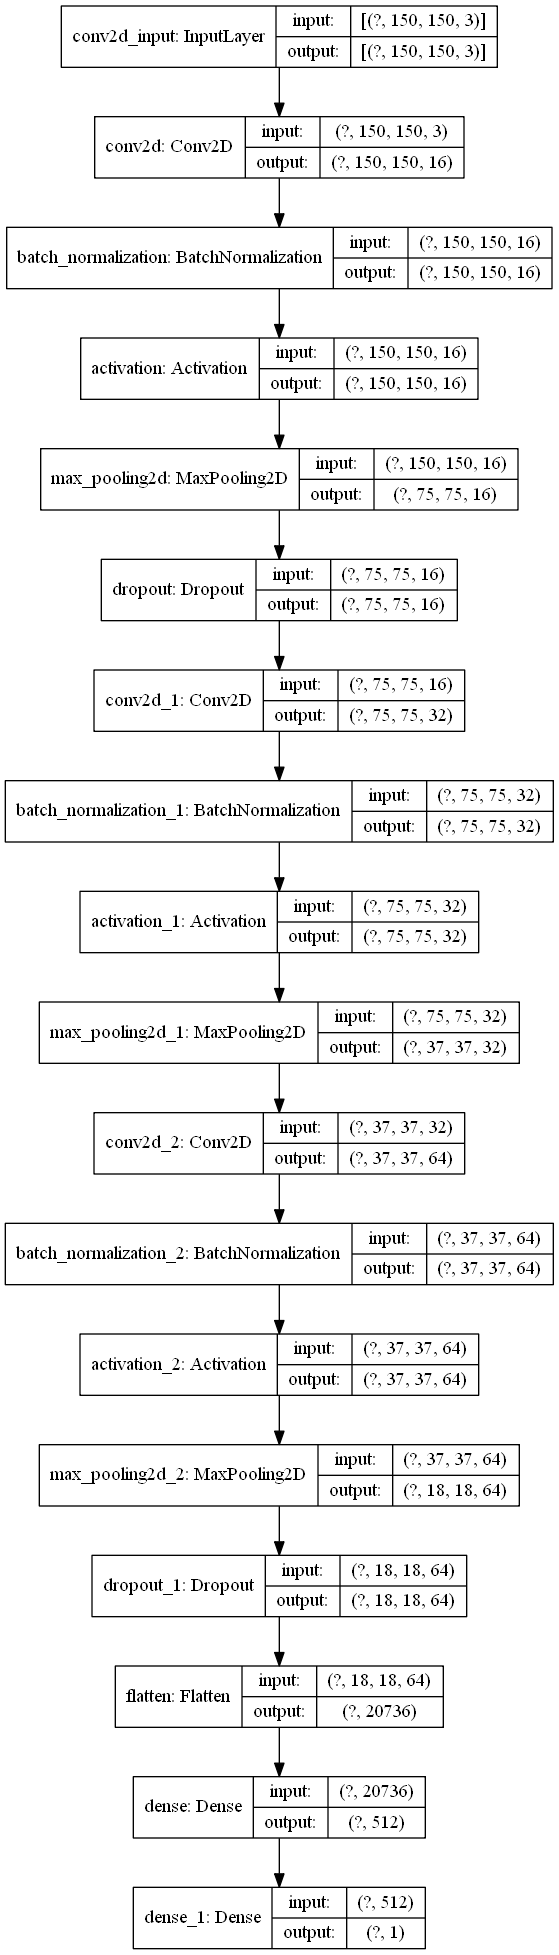 conv2d_input: InputLayer
input: [(?, 150, 150, 3)]
output: [(?, 150, 150, 3)]
conv2d: Conv2D
input: (?, 150, 150, 3)
output: (?, 150, 150, 16)
batch_normalization: BatchNormalization
input: (?, 150, 150, 16)
output: (?, 150, 150, 16)
activation: Activation
input: (?, 150, 150, 16)
output: (?, 150, 150, 16)
max_pooling2d: MaxPooling2D
input: (?, 150, 150, 16)
output: (?, 75, 75, 16)
dropout: Dropout
input: (?, 75, 75, 16)
output: (?, 75, 75, 16)
conv2d_1: Conv2D
input: (?, 75, 75, 16)
output: (?, 75, 75, 32)
batch_normalization_1: BatchNormalization
input: (?, 75, 75, 32)
output: (?, 75, 75, 32)
activation_1: Activation
input: (?, 75, 75, 32)
output: (?, 75, 75, 32)
max_pooling2d_1: MaxPooling2D
input: (?, 75, 75, 32)
output: (?, 37, 37, 32)
conv2d_2: Conv2D
input: (?, 37, 37, 32)
output: (?, 37, 37, 64)
batch_normalization_2: BatchNormalization
input: (?, 37, 37, 64)
output: (?, 37, 37, 64)
activation_2: Activation
input: (?, 37, 37, 64)
output: (?, 37, 37, 64)
max_pooling2d_2: MaxPooling2D
input: (?, 37, 37, 64)
output: (?, 18, 18, 64)
dropout_1: Dropout
input: (?, 18, 18, 64)
output: (?, 18, 18, 64)
flatten: Flatten
input: (?, 18, 18, 64)
output: (?, 20736)
dense: Dense
input: (?, 20736)
output: (?, 512)
dense_1: Dense
input: (?, 512)
output: (?, 1)